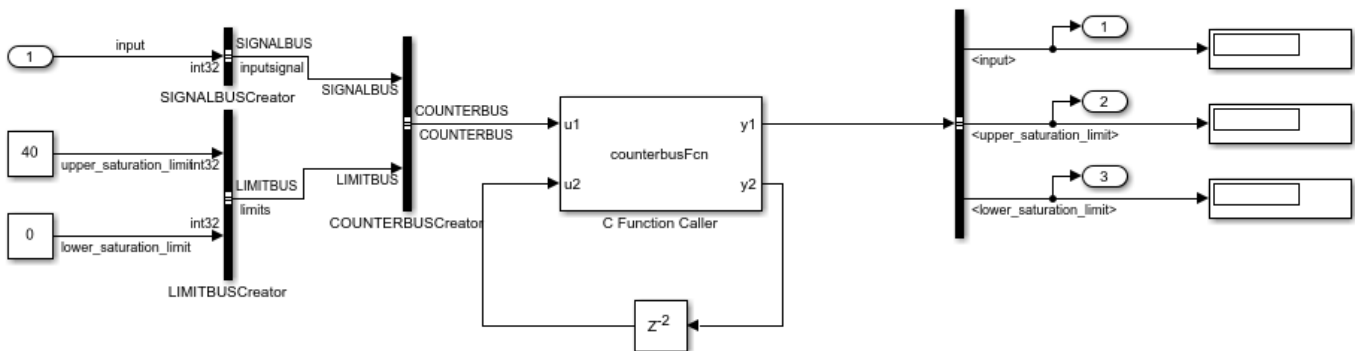 1
input
int32
SIGNALBUS
inputsignal
SIGNALBUSCreator
SIGNALBUS
40
upper_saturation_limit
int32
LIMITBUS
limits
int32
0
lower_saturation_limit
LIMITBUSCreator
LIMITBUS
COUNTERBUS
COUNTERBUS
COUNTERBUSCreator
u1
y1
counterbusFcn
u2
y2
C Function Caller
Z-2
1
<input>
2
<upper_saturation_limit>
3
<lower_saturation_limit>